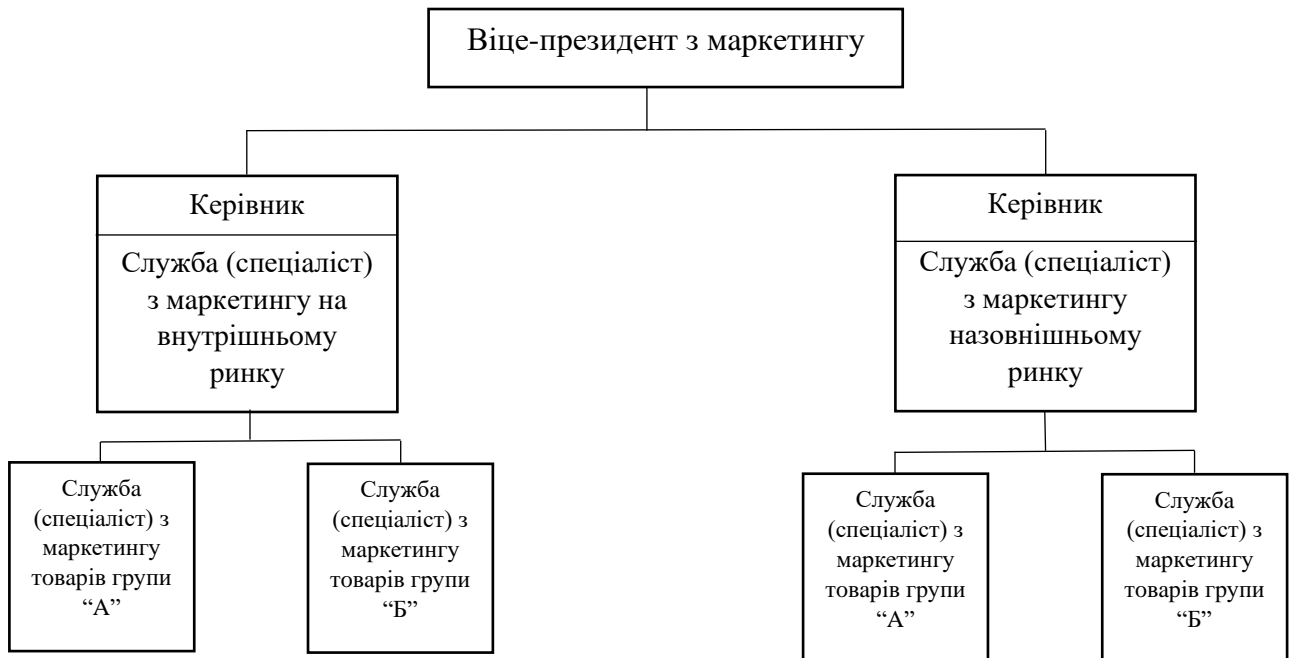 Віце-президент з маркетингу
Керівник
Служба (спеціаліст)
з маркетингу на
внутрішньому
ринку
Керівник
Служба (спеціаліст)
з маркетингу
назовнішньому
ринку
Служба
(спеціаліст) з
маркетингу
товарів групи
“А”
Служба
(спеціаліст) з
маркетингу
товарів групи
“Б”
Служба
(спеціаліст) з
маркетингу
товарів групи
“А”
Служба
(спеціаліст) з
маркетингу
товарів групи
“Б”